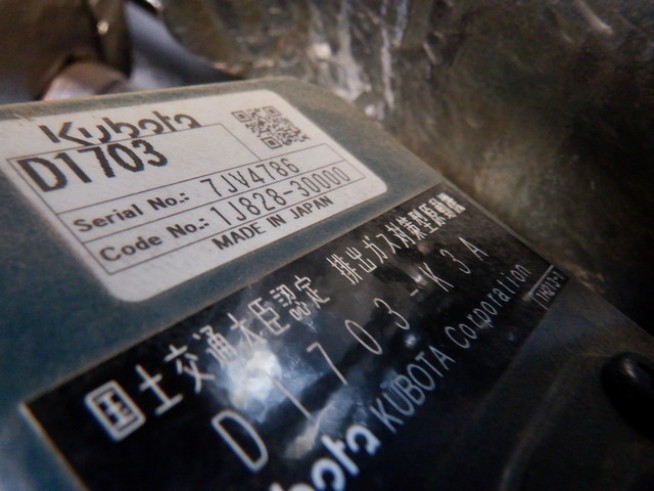 Kubota
D1703
Serial No.: 7JV4786
Code No.: 1J828-30000
MADE IN JAPAN
国土交通大臣認定 排出ガス対策型原動機
D1703-K3A
Kubota KUBOTA Corporation